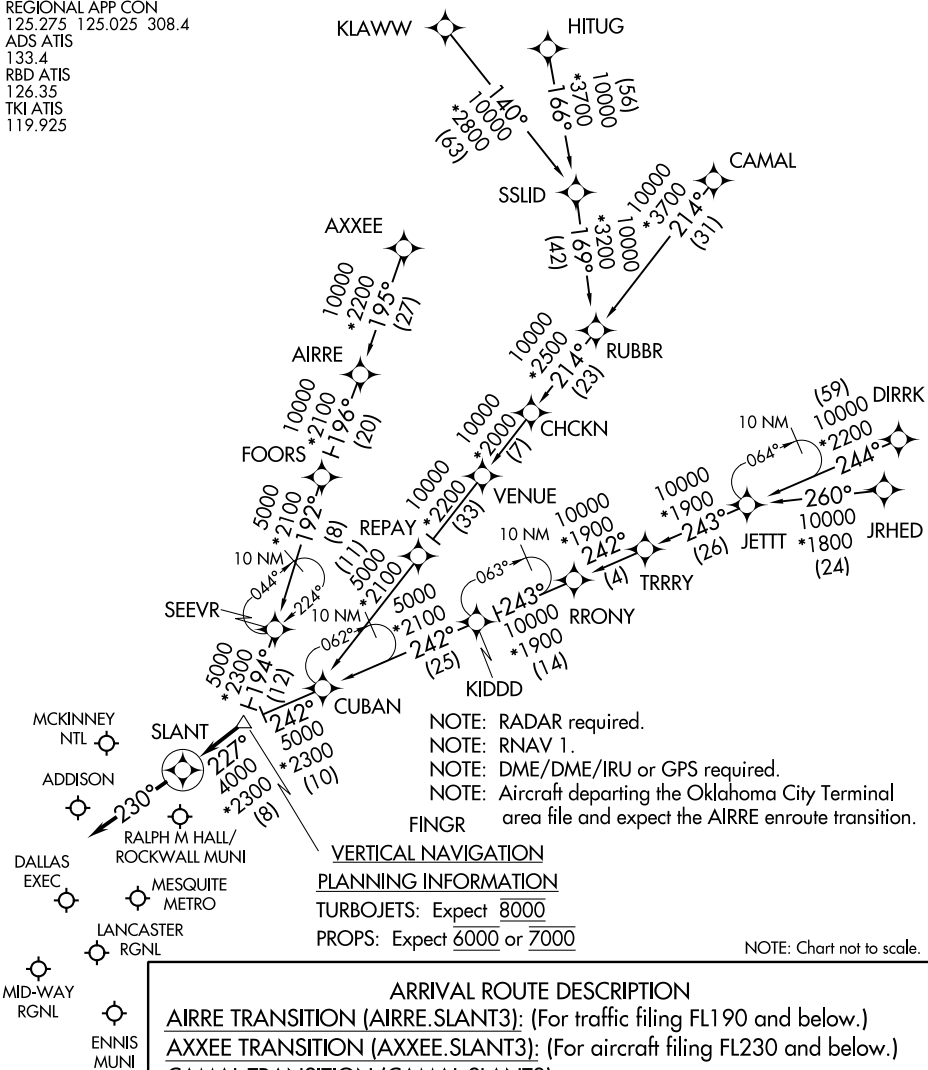 REGIONAL APP CON
125.275 125.025 308.4
ADS ATIS
133.4
RBD ATIS
126.35
TKI ATIS
119.925
KLAWW
HITUG
140°
10000
*2800
(63)
(56)
10000
*3700
166°
CAMAL
10000
*3700
214°
(31)
SSLID
10000
*3200
169°
(42)
AXXEE
10000
*2200
195°
(27)
RUBBR
AIRRE
10000
*2500
214°
(23)
10000
*2100
196°
(20)
CHCKN
10000
*2000
(7)
(59)
10000
*2200
244°
DIRRK
10 NM
064°
FOORS
VENUE
10000
*2200
(33)
5000
*2100
192°
(8)
REPAY
10000
*1900
243°
(26)
JETTT
260°
10000
*1800
(24)
JRHED
10 NM
10000
*1900
242°
(4)
TRRRY
(11)
5000
*2100
10 NM
044°
224°
063°
SEEVR
10 NM
062°
5000
*2100
242°
(25)
243°
10000
*1900
(14)
RRONY
KIDDD
5000
*2300
194°
(12)
CUBAN
242°
5000
*2300
(10)
MCKINNEY
NTL
SLANT
227°
4000
*2300
(8)
ADDISON
230°
RALPH M HALL/
ROCKWALL MUNI
NOTE: RADAR required.
NOTE: RNAV 1.
NOTE: DME/DME/IRU or GPS required.
NOTE: Aircraft departing the Oklahoma City Terminal
area file and expect the AIRRE enroute transition.
FINGR
VERTICAL NAVIGATION
PLANNING INFORMATION
TURBOJETS: Expect 8000
PROPS: Expect 6000 or 7000
DALLAS
EXEC
MESQUITE
METRO
LANCASTER
RGNL
MID-WAY
RGNL
ENNIS
MUNI
NOTE: Chart not to scale.
ARRIVAL ROUTE DESCRIPTION
AIRRE TRANSITION (AIRRE.SLANT3): (For traffic filing FL190 and below.)
AXXEE TRANSITION (AXXEE.SLANT3): (For aircraft filing FL230 and below.)